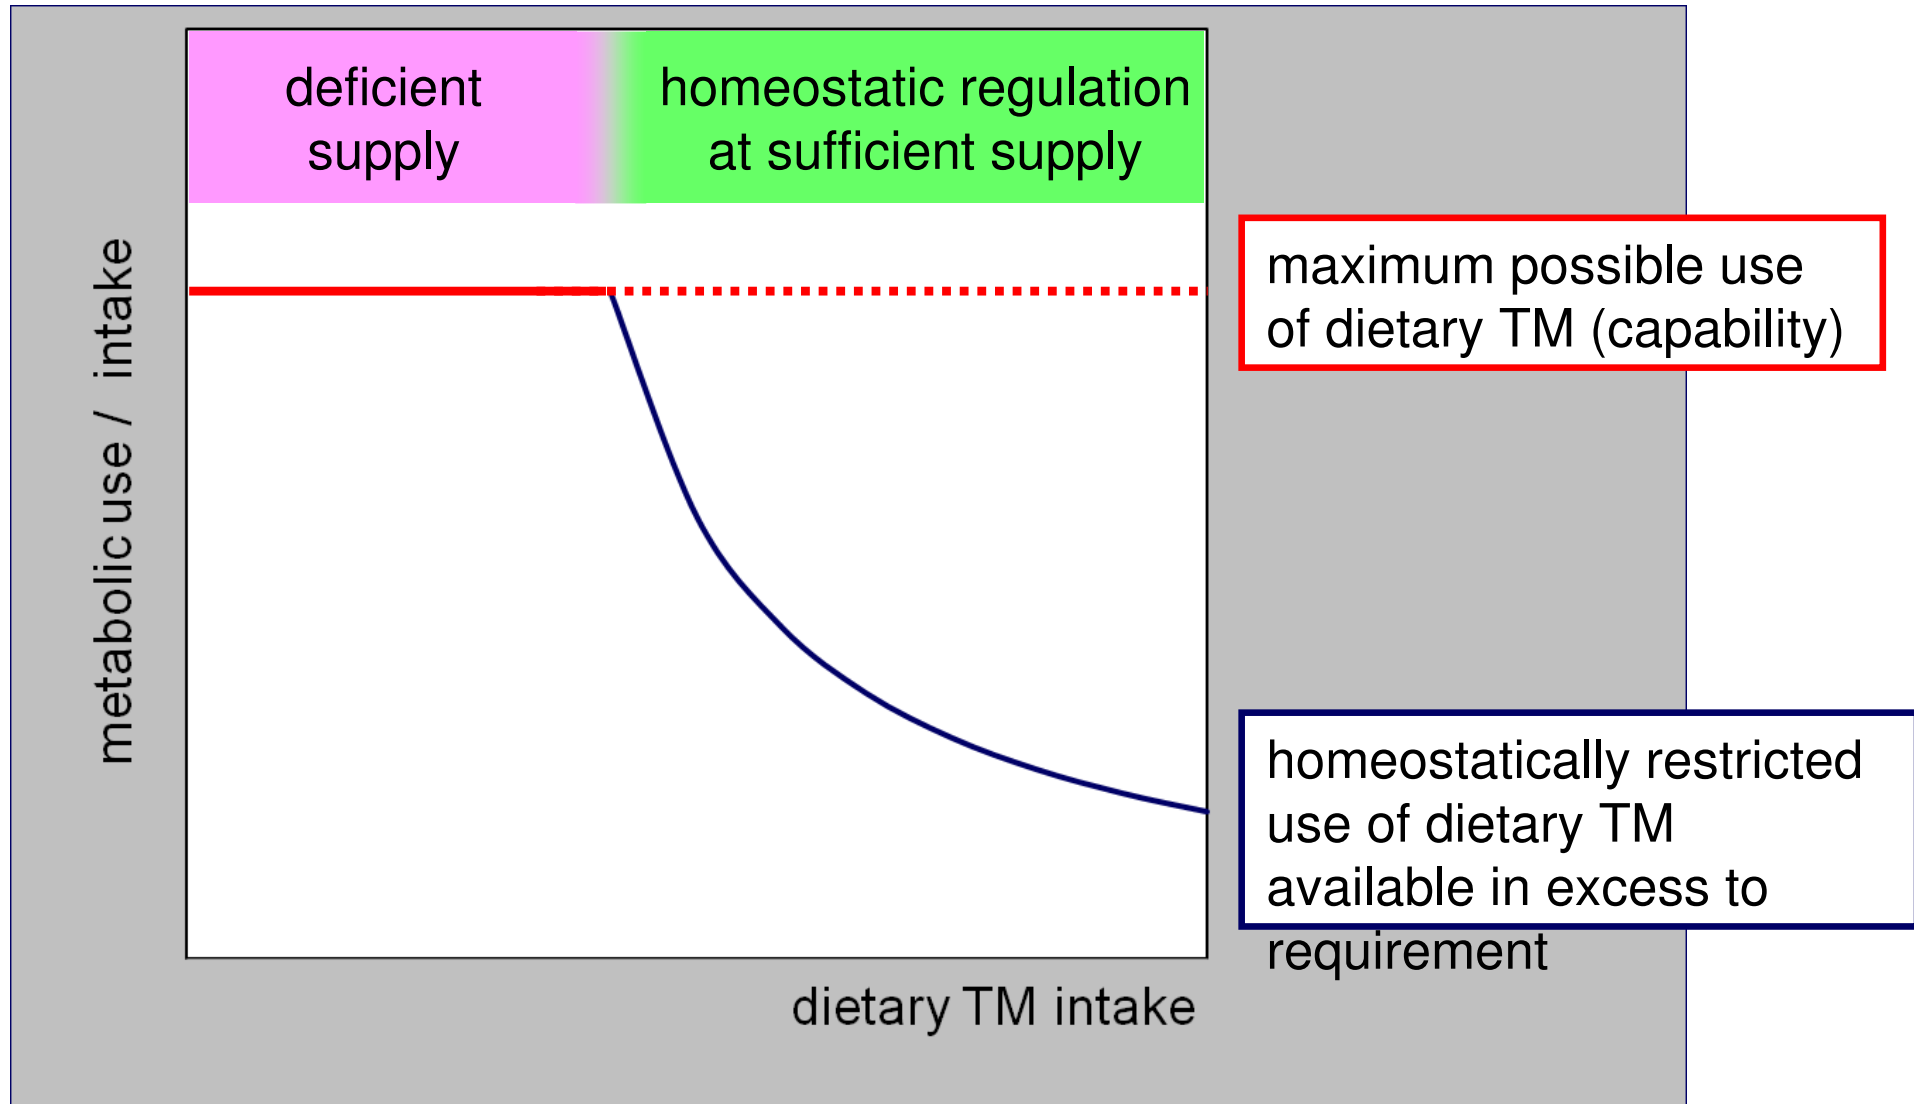 deficient
supply
homeostatic regulation
at sufficient supply
metabolic use / intake
maximum possible use
of dietary TM (capability)
homeostatically restricted
use of dietary TM
available in excess to
requirement
dietary TM intake